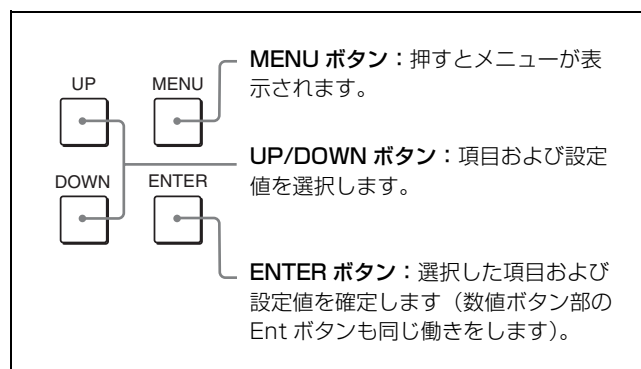 MENU ボタン：押すとメニューが表
示されます。
UP
MENU
UP/DOWN ボタン：項目および設定
値を選択します。
DOWN
ENTER
ENTER ボタン：選択した項目および
設定値を確定します（数値ボタン部の
Ent ボタンも同じ働きをします）。